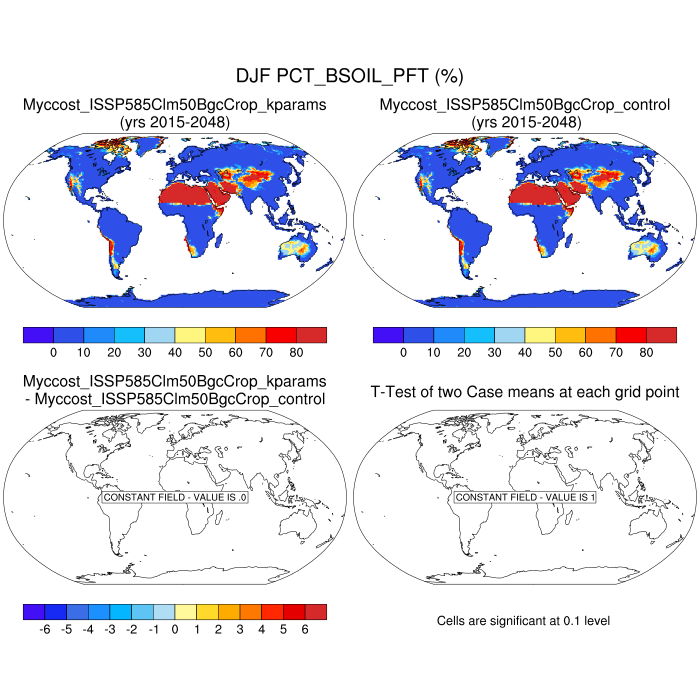 DJF PCT_BSOIL_PFT (%)
Myccost_ISSP585Clm50BgcCrop_kparams
(yrs 2015-2048)
Myccost_ISSP585Clm50BgcCrop_control
(yrs 2015-2048)
0 10 20 30 40 50 60 70 80
0 10 20 30 40 50 60 70 80
Myccost_ISSP585Clm50BgcCrop_kparams
- Myccost_ISSP585Clm50BgcCrop_control
T-Test of two Case means at each grid point
CONSTANT FIELD - VALUE IS .0
CONSTANT FIELD - VALUE IS 1
-6 -5 -4 -3 -2 -1 0 1 2 3 4 5 6
Cells are significant at 0.1 level